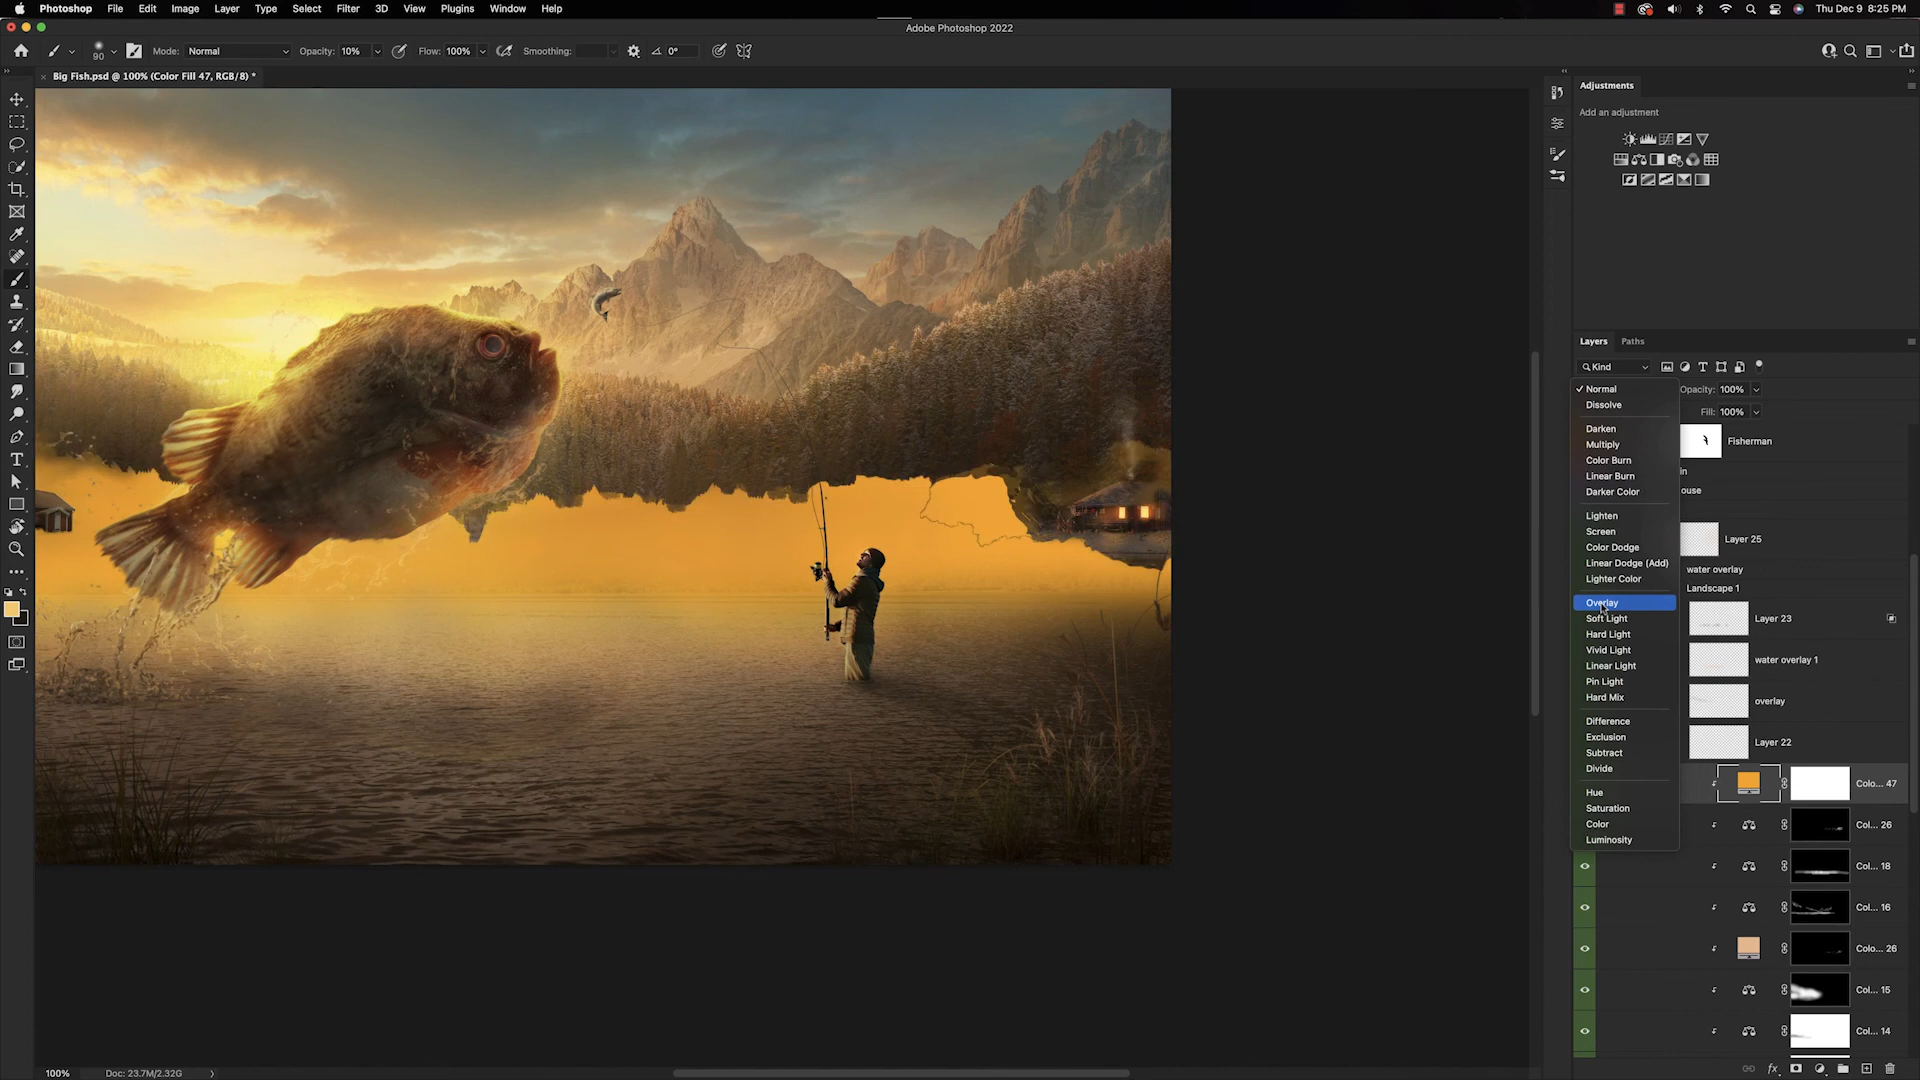 Photoshop File Edit Image Layer Type Select Filter 3D View Plugins Window Help Thu Dec 9 8:25 PM
Adobe Photoshop 2022
90 Mode: Normal Opacity: 10% Flow: 100% Smoothing: 0°
Big Fish.psd @ 100% (Color Fill 47, RGB/8) *
Adjustments
Add an adjustment
Layers Paths
Kind
Normal Opacity: 100%
Dissolve
Fill: 100%
Darken
Multiply
Fisherman
Color Burn
in
Linear Burn
Darker Color
ouse
Lighten
Screen
Layer 25
Color Dodge
Linear Dodge (Add)
water overlay
Lighter Color
Landscape 1
Overlay
Soft Light
Layer 23
Hard Light
Vivid Light
water overlay 1
Linear Light
Pin Light
Hard Mix
overlay
Difference
Exclusion
Layer 22
Subtract
Divide
Colo... 47
Hue
Saturation
Color
Col... 26
Luminosity
Col... 18
Col... 16
Colo... 26
Col... 15
Col... 14
100% Doc: 23.7M/2.32G
fx